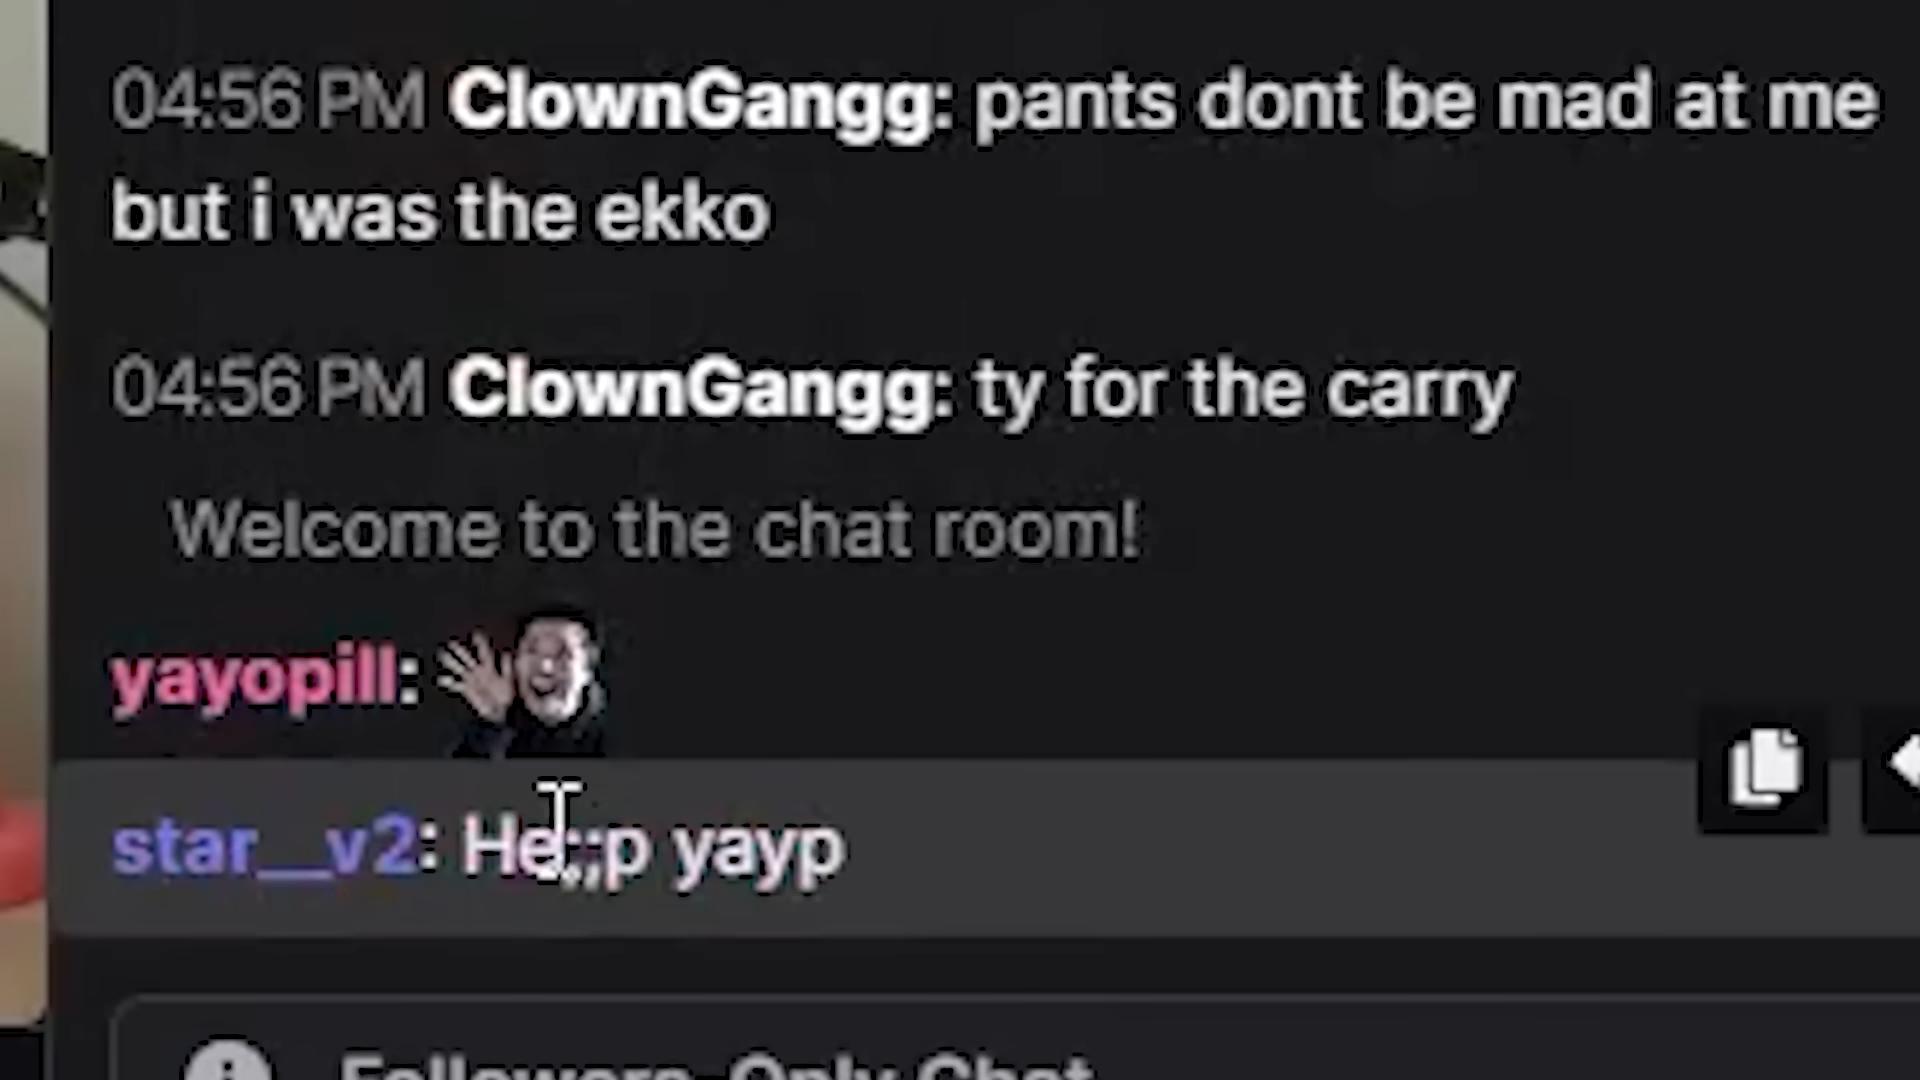 04:56 PM ClownGangg: pants dont be mad at me
but i was the ekko
04:56 PM ClownGangg: ty for the carry
Welcome to the chat room!
yayopill:
star__v2: He;;p yayp
Followers-Only Chat